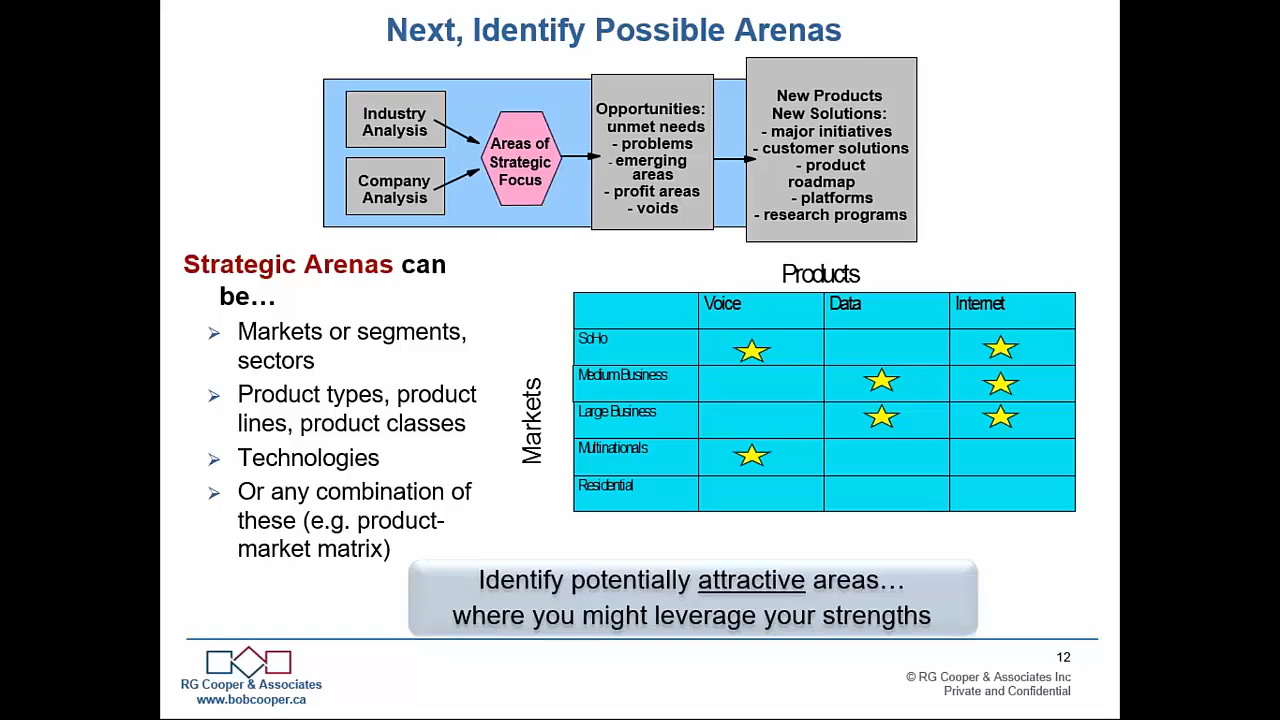 Next, Identify Possible Arenas
Industry
Analysis
Company
Analysis
Areas of
Strategic
Focus
Opportunities:
unmet needs
- problems
- emerging
areas
- profit areas
- voids
New Products
New Solutions:
- major initiatives
- customer solutions
- product
roadmap
- platforms
- research programs
Strategic Arenas can
be…
Markets or segments,
sectors
Product types, product
lines, product classes
Technologies
Or any combination of
these (e.g. product-
market matrix)
Products
Voice Data Internet
Markets
SoHo
Medium Business
Large Business
Multinationals
Residential
Identify potentially attractive areas…
where you might leverage your strengths
RG Cooper & Associates
www.bobcooper.ca
12
© RG Cooper & Associates Inc
Private and Confidential